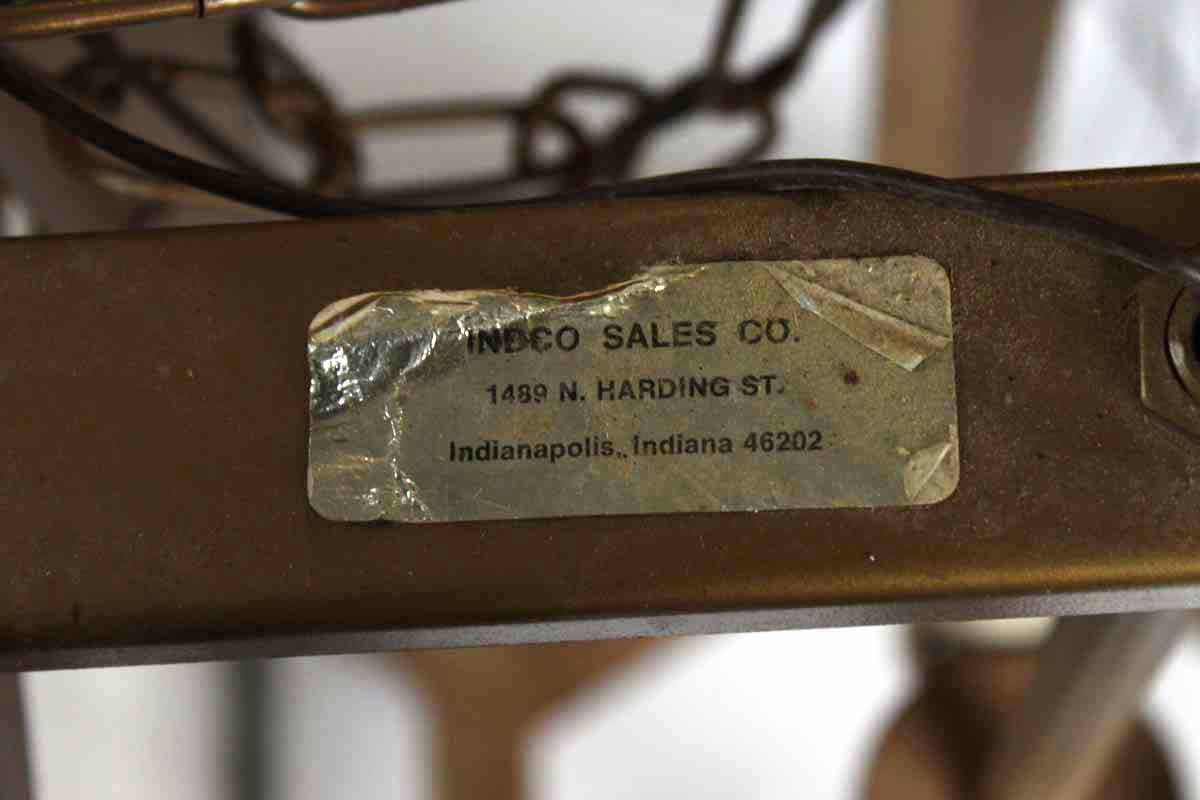 INDCO SALES CO.
1489 N. HARDING ST.
Indianapolis, Indiana 46202